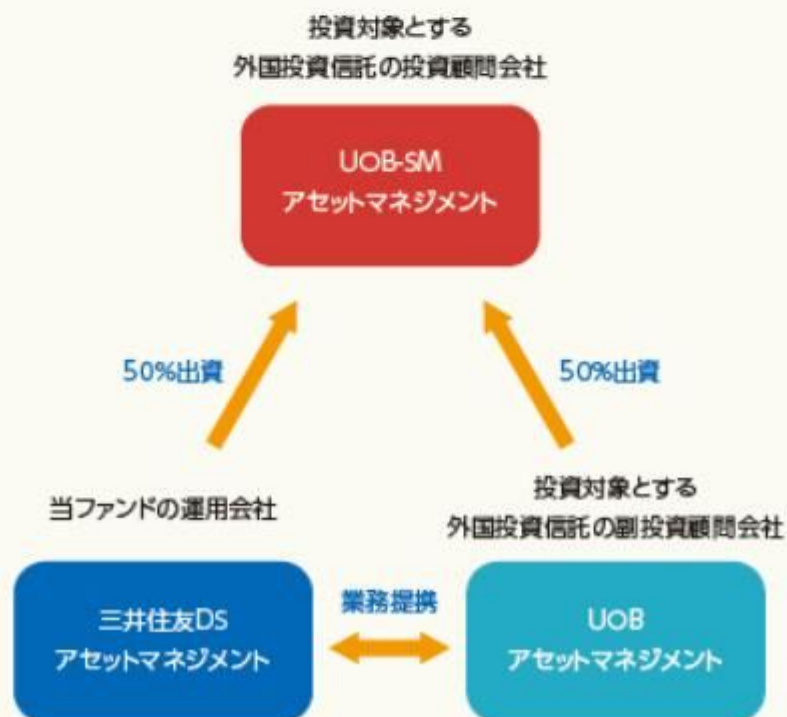 投資対象とする
外国投資信託の投資顧問会社
UOB-SM
アセットマネジメント
50%出資
50%出資
当ファンドの運用会社
投資対象とする
外国投資信託の副投資顧問会社
三井住友DS
アセットマネジメント
業務提携
UOB
アセットマネジメント